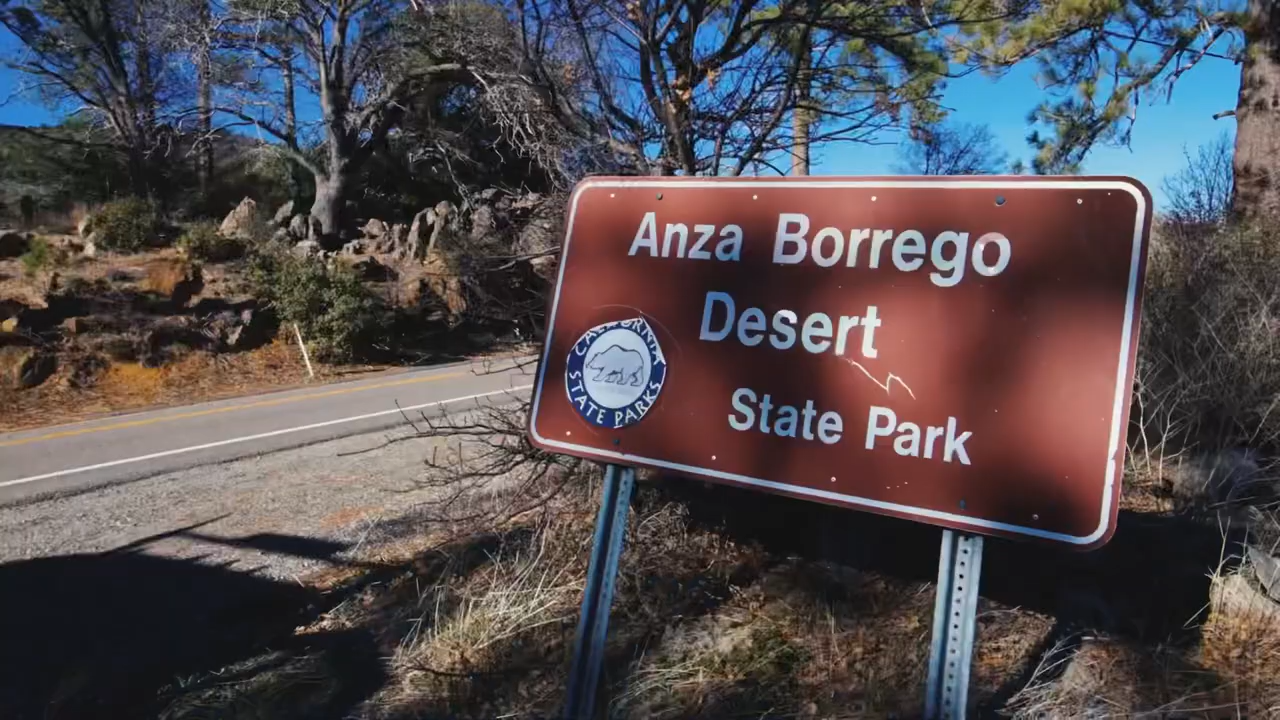 Anza Borrego
Desert
State Park
CALIFORNIA
STATE PARKS